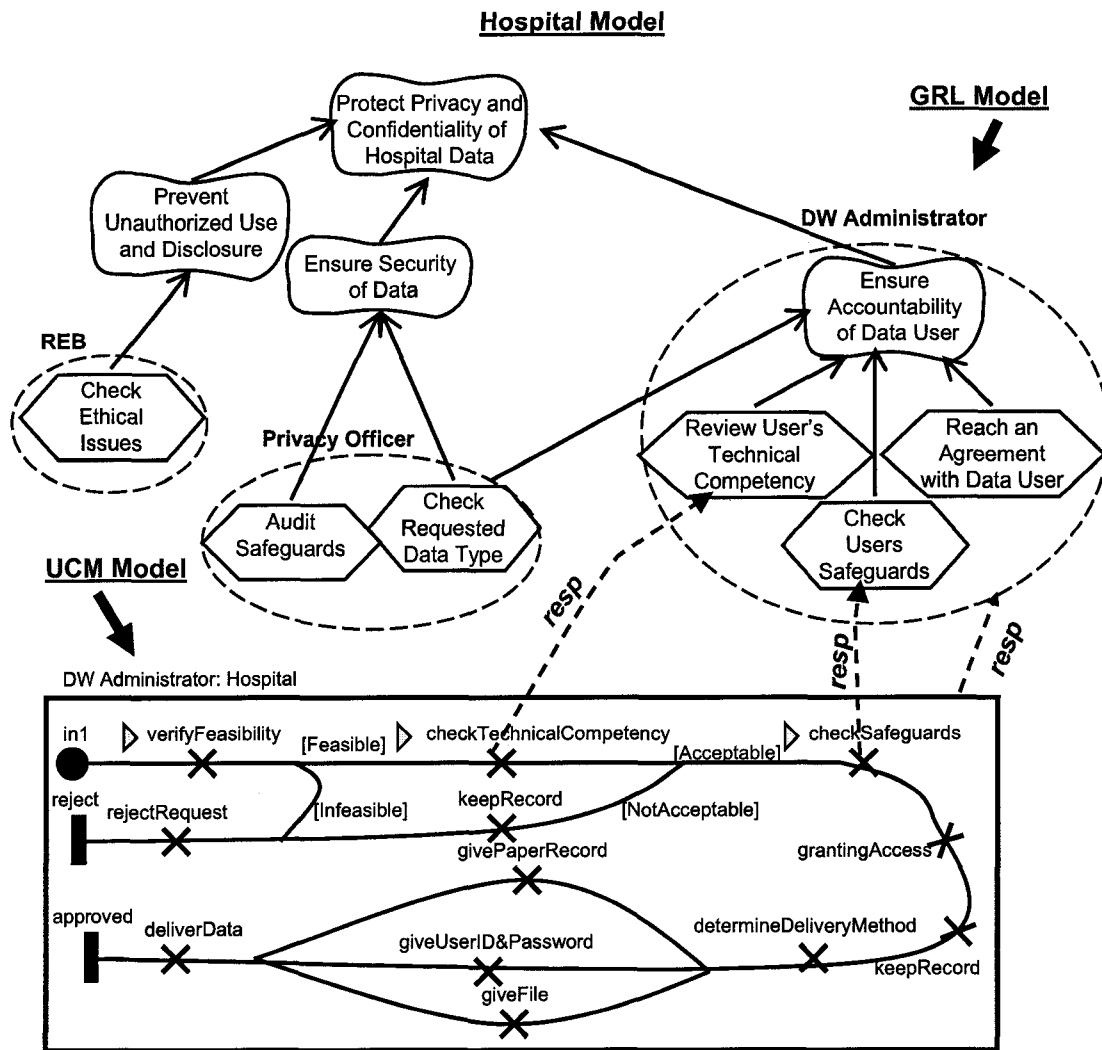 Hospital Model
GRL Model
Protect Privacy and
Confidentiality of
Hospital Data
Prevent
Unauthorized Use
and Disclosure
Ensure Security
of Data
DW Administrator
Ensure
Accountability
of Data User
REB
Check
Ethical
Issues
Privacy Officer
Audit
Safeguards
Check
Requested
Data Type
Review User's
Technical
Competency
Reach an
Agreement
with Data User
Check
Users
Safeguards
UCM Model
resp
resp
resp
DW Administrator: Hospital
in1
verifyFeasibility
[Feasible]
checkTechnicalCompetency
[Acceptable]
checkSafeguards
reject
rejectRequest
[Infeasible]
keepRecord
[NotAcceptable]
givePaperRecord
grantingAccess
approved
deliverData
giveUserID&Password
determineDeliveryMethod
keepRecord
giveFile